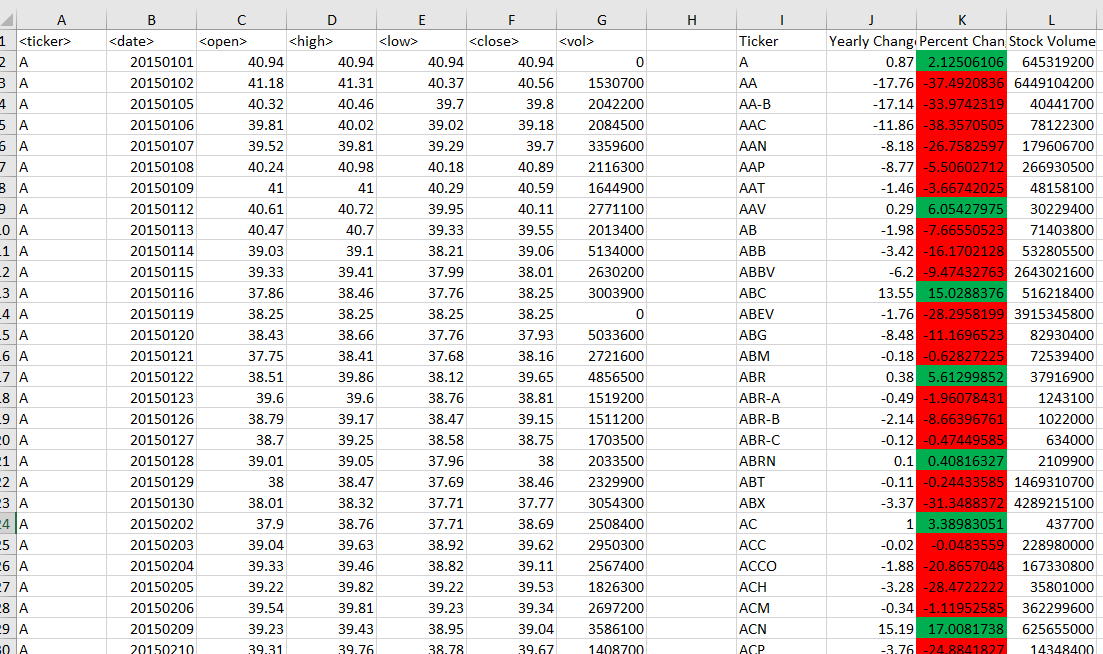 A B C D E F G H I J K L
1 <ticker> <date> <open> <high> <low> <close> <vol> Ticker Yearly Chang Percent Chan Stock Volume
2 A 20150101 40.94 40.94 40.94 40.94 0 A 0.87 2.12506106 645319200
3 A 20150102 41.18 41.31 40.37 40.56 1530700 AA -17.76 -37.4920836 6449104200
4 A 20150105 40.32 40.46 39.7 39.8 2042200 AA-B -17.14 -33.9742319 40441700
5 A 20150106 39.81 40.02 39.02 39.18 2084500 AAC -11.86 -38.3570505 78122300
6 A 20150107 39.52 39.81 39.29 39.7 3359600 AAN -8.18 -26.7582597 179606700
7 A 20150108 40.24 40.98 40.18 40.89 2116300 AAP -8.77 -5.50602712 266930500
8 A 20150109 41 41 40.29 40.59 1644900 AAT -1.46 -3.66742025 48158100
9 A 20150112 40.61 40.72 39.95 40.11 2771100 AAV 0.29 6.05427975 30229400
.0 A 20150113 40.47 40.7 39.33 39.55 2013400 AB -1.98 -7.66550523 71403800
.1 A 20150114 39.03 39.1 38.21 39.06 5134000 ABB -3.42 -16.1702128 532805500
.2 A 20150115 39.33 39.41 37.99 38.01 2630200 ABBV -6.2 -9.47432763 2643021600
.3 A 20150116 37.86 38.46 37.76 38.25 3003900 ABC 13.55 15.0288376 516218400
.4 A 20150119 38.25 38.25 38.25 38.25 0 ABEV -1.76 -28.2958199 3915345800
.5 A 20150120 38.43 38.66 37.76 37.93 5033600 ABG -8.48 -11.1696523 82930400
.6 A 20150121 37.75 38.41 37.68 38.16 2721600 ABM -0.18 -0.62827225 72539400
.7 A 20150122 38.51 39.86 38.12 39.65 4856500 ABR 0.38 5.61299852 37916900
.8 A 20150123 39.6 39.6 38.76 38.81 1519200 ABR-A -0.49 -1.96078431 1243100
.9 A 20150126 38.79 39.17 38.47 39.15 1511200 ABR-B -2.14 -8.66396761 1022000
20 A 20150127 38.7 39.25 38.58 38.75 1703500 ABR-C -0.12 -0.47449585 634000
21 A 20150128 39.01 39.05 37.96 38 2033500 ABRN 0.1 0.40816327 2109900
22 A 20150129 38 38.47 37.69 38.46 2329900 ABT -0.11 -0.24433585 1469310700
23 A 20150130 38.01 38.32 37.71 37.77 3054300 ABX -3.37 -31.3488372 4289215100
24 A 20150202 37.9 38.76 37.71 38.69 2508400 AC 1 3.38983051 437700
25 A 20150203 39.04 39.63 38.92 39.62 2950300 ACC -0.02 -0.0483559 228980000
26 A 20150204 39.33 39.46 38.82 39.11 2567400 ACCO -1.88 -20.8657048 167330800
27 A 20150205 39.22 39.82 39.22 39.53 1826300 ACH -3.28 -28.4722222 35801000
28 A 20150206 39.54 39.81 39.23 39.34 2697200 ACM -0.34 -1.11952585 362299600
29 A 20150209 39.23 39.43 38.95 39.04 3586100 ACN 15.19 17.0081738 625655000
30 A 20150210 39.31 39.76 38.78 39.67 1408700 ACP -3.76 -24.8841827 14348400